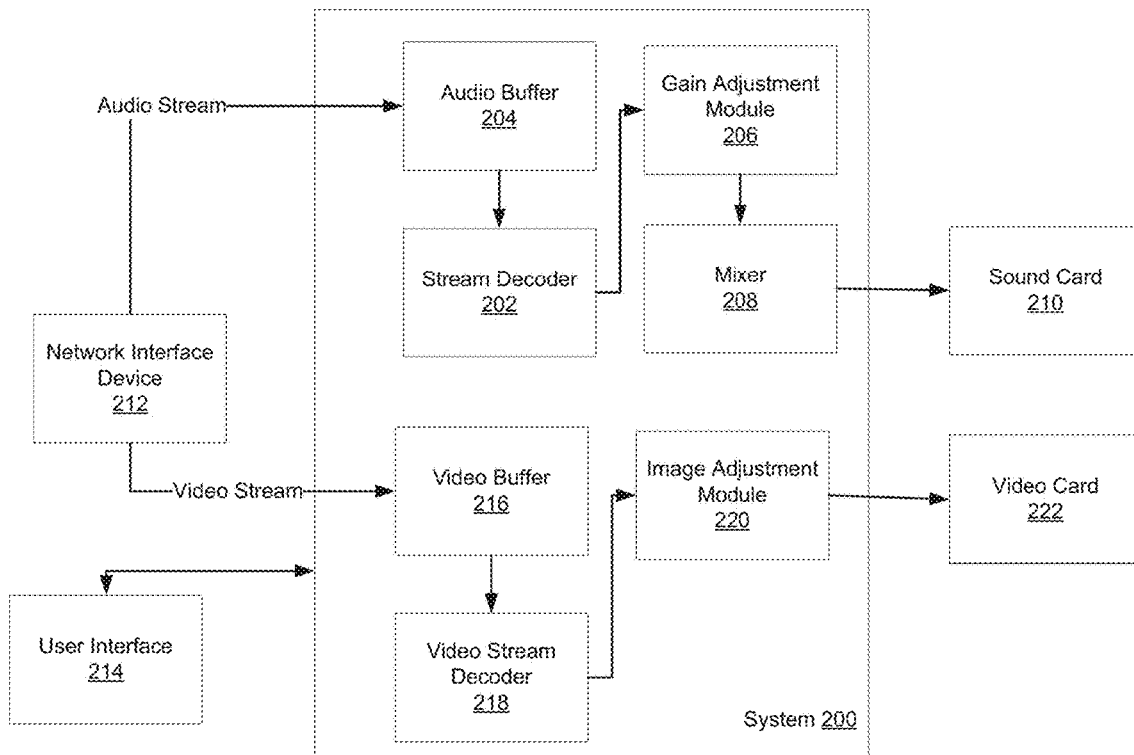 Audio Stream
Audio Buffer
204
Gain Adjustment
Module
206
Stream Decoder
202
Mixer
208
Sound Card
210
Network Interface
Device
212
Video Stream
Video Buffer
216
Image Adjustment
Module
220
Video Card
222
User Interface
214
Video Stream
Decoder
218
System 200